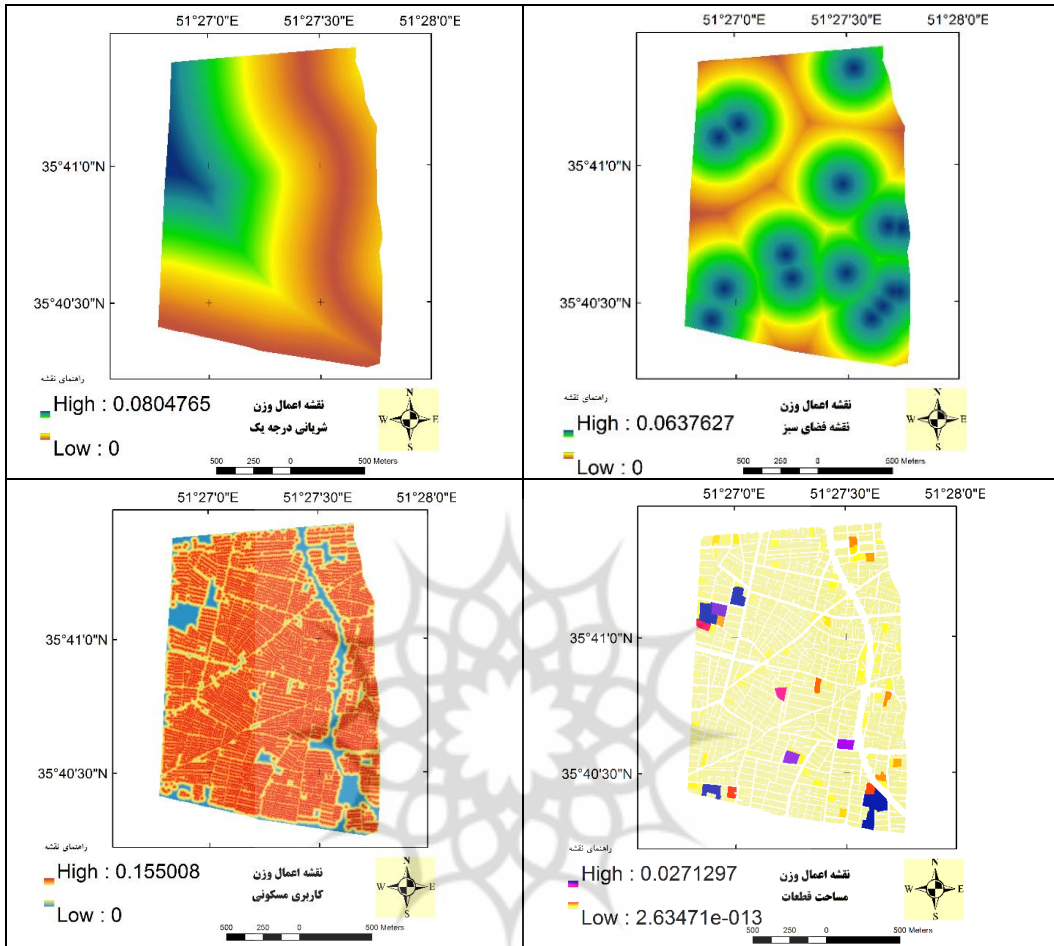 51°27'0"E 51°27'30"E 51°28'0"E
35°41'0"N
35°40'30"N
راهنمای نقشه
High : 0.0804765
Low : 0
نقشه اعمال وزن
شریانی درجه یک
N
W E
S
500 250 0 500 Meters
51°27'0"E 51°27'30"E 51°28'0"E
35°41'0"N
35°40'30"N
راهنمای نقشه
High : 0.0637627
Low : 0
نقشه اعمال وزن
نقشه فضای سبز
N
W E
S
500 250 0 500 Meters
51°27'0"E 51°27'30"E 51°28'0"E
35°41'0"N
35°40'30"N
راهنمای نقشه
High : 0.155008
Low : 0
نقشه اعمال وزن
کاربری مسکونی
N
W E
S
500 250 0 500 Meters
51°27'0"E 51°27'30"E 51°28'0"E
35°41'0"N
35°40'30"N
راهنمای نقشه
High : 0.0271297
Low : 2.63471e-013
نقشه اعمال وزن
مساحت قطعات
N
W E
S
500 250 0 500 Meters